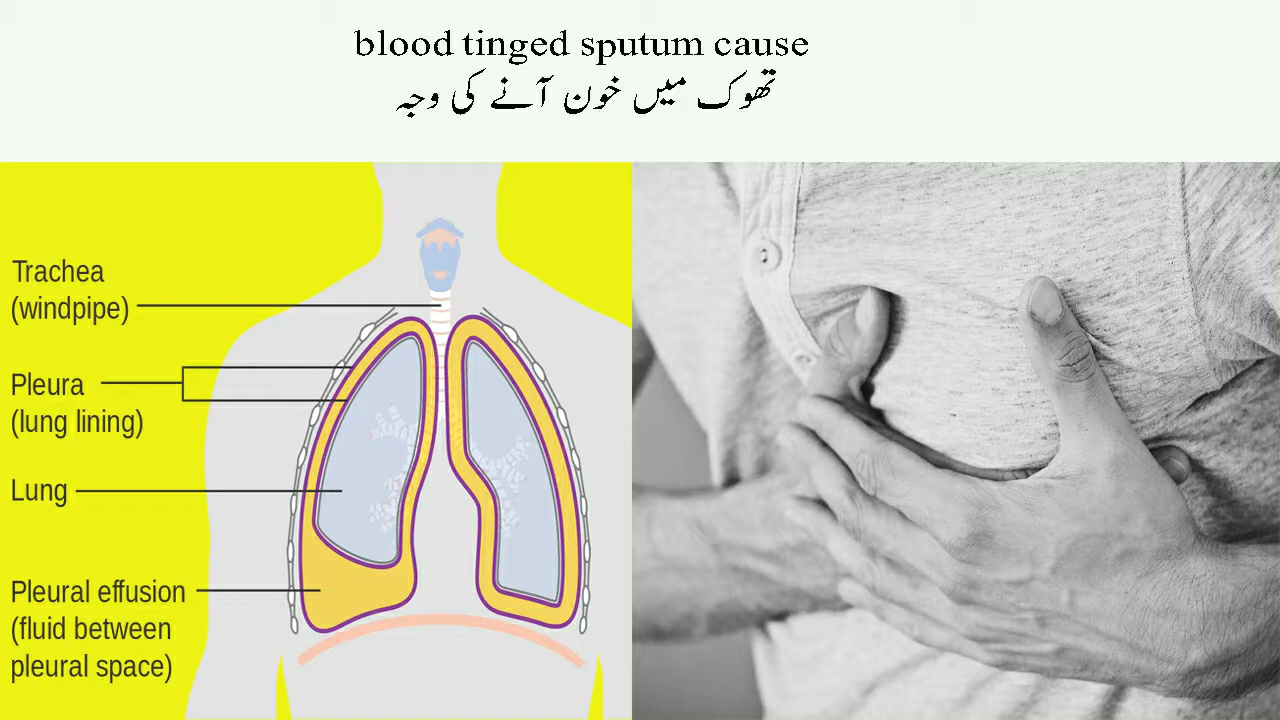 blood tinged sputum cause
تھوک میں خون آنے کی وجہ
Trachea
(windpipe)
Pleura
(lung lining)
Lung
Pleural effusion
(fluid between
pleural space)